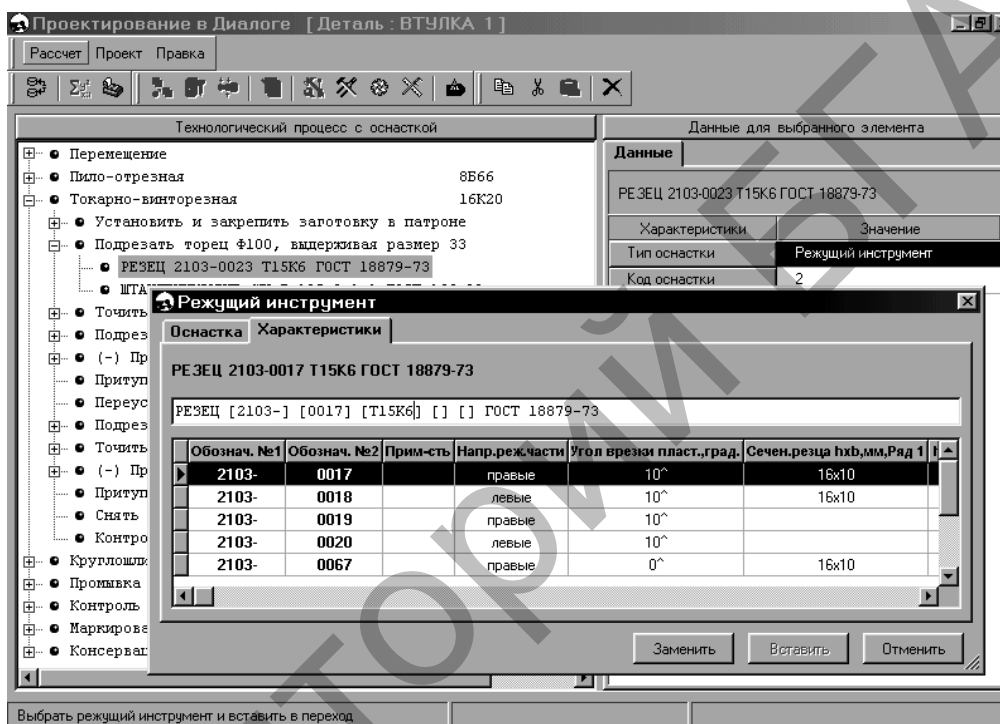 Проектирование в Диалоге [Деталь : ВТУЛКА 1]
Рассчет Проект Правка
Технологический процесс с оснасткой
Данные для выбранного элемента
Перемещение
Пило-отрезная 8Б66
Токарно-винторезная 16К20
Установить и закрепить заготовку в патроне
Подрезать торец Ф100, выдерживая размер 33
РЕЗЕЦ 2103-0023 Т15К6 ГОСТ 18879-73
Точить
Подрез
(-) Пр
Притуп
Переус
Подрез
Точить
(-) Пр
Притуп
Снять
Контро
Круглошли
Промывка
Контроль
Маркирова
Консервац
Данные
РЕЗЕЦ 2103-0023 Т15К6 ГОСТ 18879-73
Характеристики Значение
Тип оснастки Режущий инструмент
Код оснастки 2
Режущий инструмент
Оснастка Характеристики
РЕЗЕЦ 2103-0017 Т15К6 ГОСТ 18879-73
РЕЗЕЦ [2103-] [0017] [Т15К6] [] [] ГОСТ 18879-73
Обознач. №1 Обознач. №2 Прим-сть Напр.реж.части Угол врезки пласт.,град. Сечен.резца hxb,мм,Ряд 1
2103- 0017 правые 10^ 16x10
2103- 0018 левые 10^ 16x10
2103- 0019 правые 10^
2103- 0020 левые 10^
2103- 0067 правые 0^ 16x10
Заменить Вставить Отменить
Выбрать режущий инструмент и вставить в переход